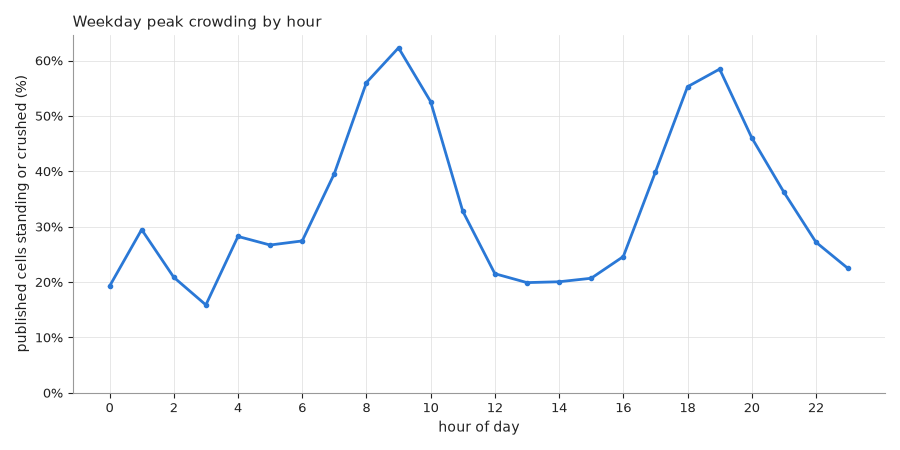 Weekday peak crowding by hour
published cells standing or crushed (%)
60%
50%
40%
30%
20%
10%
0%
0 2 4 6 8 10 12 14 16 18 20 22
hour of day